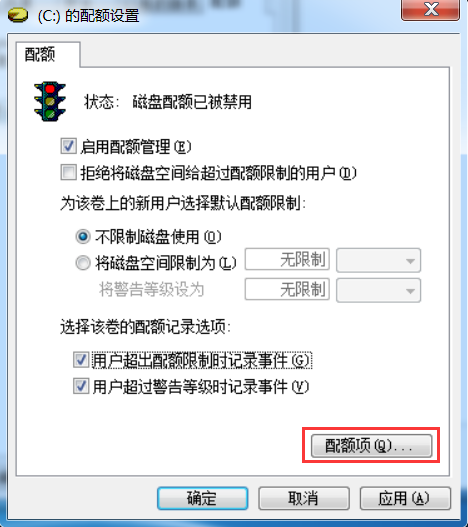 (C:) 的配额设置
配额
状态: 磁盘配额已被禁用
启用配额管理(E)
拒绝将磁盘空间给超过配额限制的用户(D)
为该卷上的新用户选择默认配额限制:
不限制磁盘使用(O)
将磁盘空间限制为(L) 无限制
将警告等级设为 无限制
选择该卷的配额记录选项:
用户超出配额限制时记录事件(G)
用户超过警告等级时记录事件(V)
配额项(Q)...
确定 取消 应用(A)